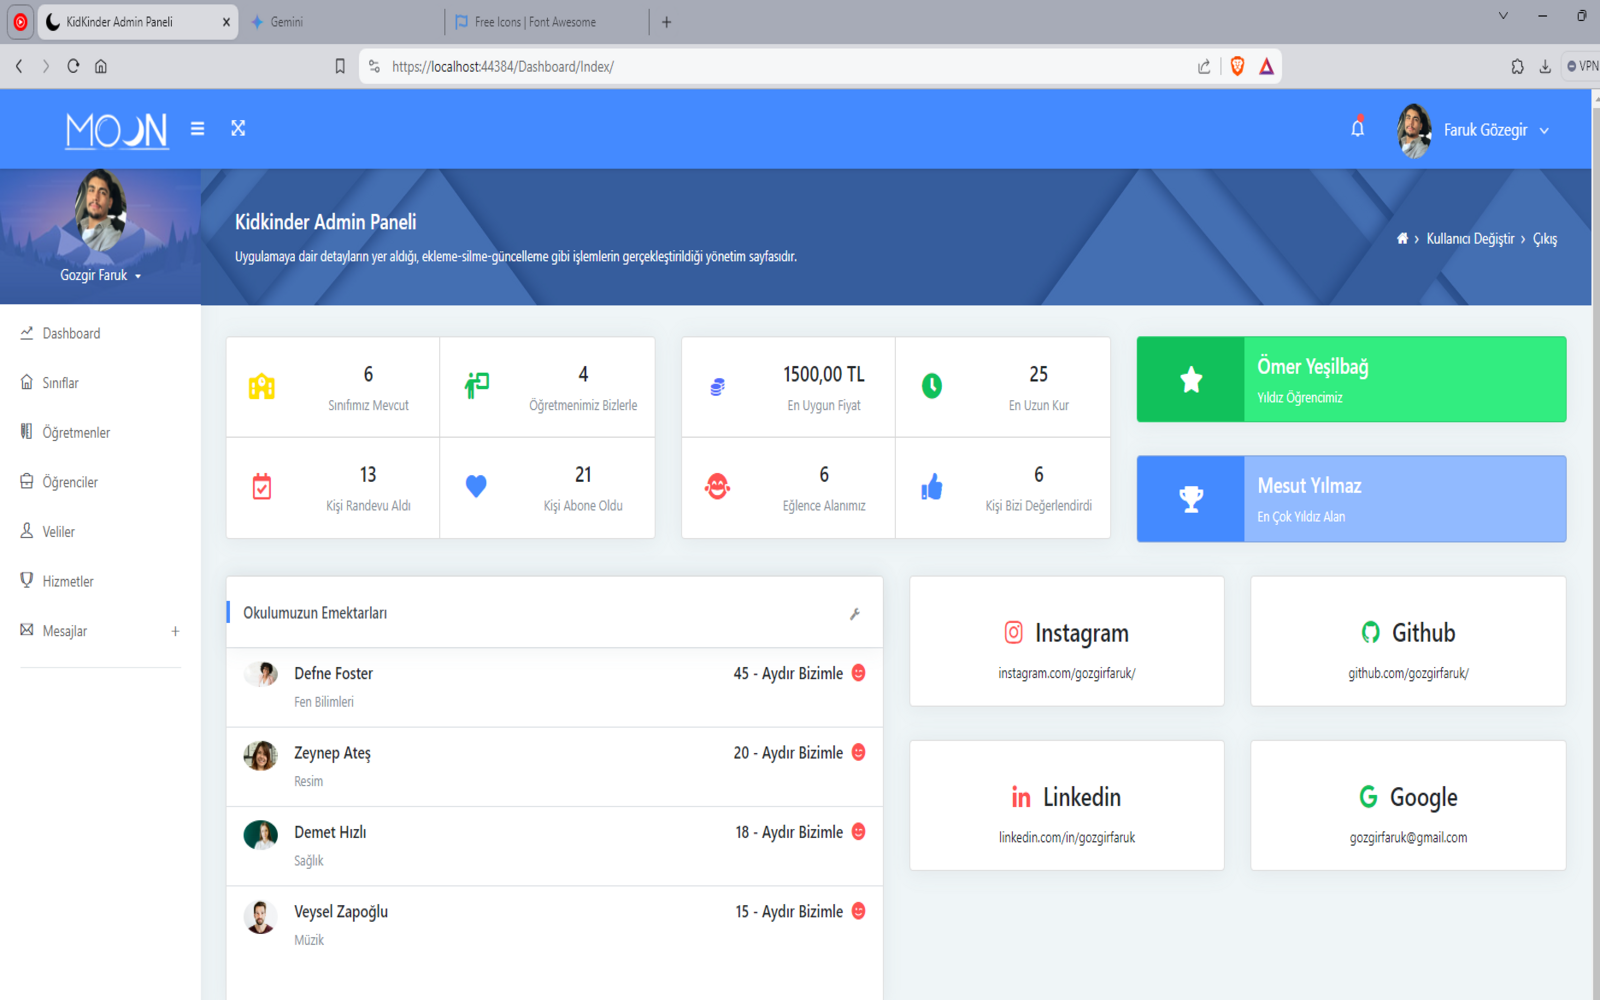 KidKinder Admin Paneli
Gemini
Free Icons | Font Awesome
https://localhost:44384/Dashboard/Index/
VPN
MOON
Faruk Gözegir
Gozgir Faruk
Kidkinder Admin Paneli
Uygulamaya dair detayların yer aldığı, ekleme-silme-güncelleme gibi işlemlerin gerçekleştirildiği yönetim sayfasıdır.
Kullanıcı Değiştir
Çıkış
Dashboard
Sınıflar
Öğretmenler
Öğrenciler
Veliler
Hizmetler
Mesajlar
6
Sınıfımız Mevcut
4
Öğretmenimiz Bizlerle
13
Kişi Randevu Aldı
21
Kişi Abone Oldu
1500,00 TL
En Uygun Fiyat
25
En Uzun Kur
6
Eğlence Alanımız
6
Kişi Bizi Değerlendirdi
Ömer Yeşilbağ
Yıldız Öğrencimiz
Mesut Yılmaz
En Çok Yıldız Alan
Okulumuzun Emektarları
Defne Foster
45 - Aydır Bizimle
Fen Bilimleri
Zeynep Ateş
20 - Aydır Bizimle
Resim
Demet Hızlı
18 - Aydır Bizimle
Sağlık
Veysel Zapoğlu
15 - Aydır Bizimle
Müzik
Instagram
instagram.com/gozgirfaruk/
Github
github.com/gozgirfaruk/
Linkedin
linkedin.com/in/gozgirfaruk
Google
gozgirfaruk@gmail.com